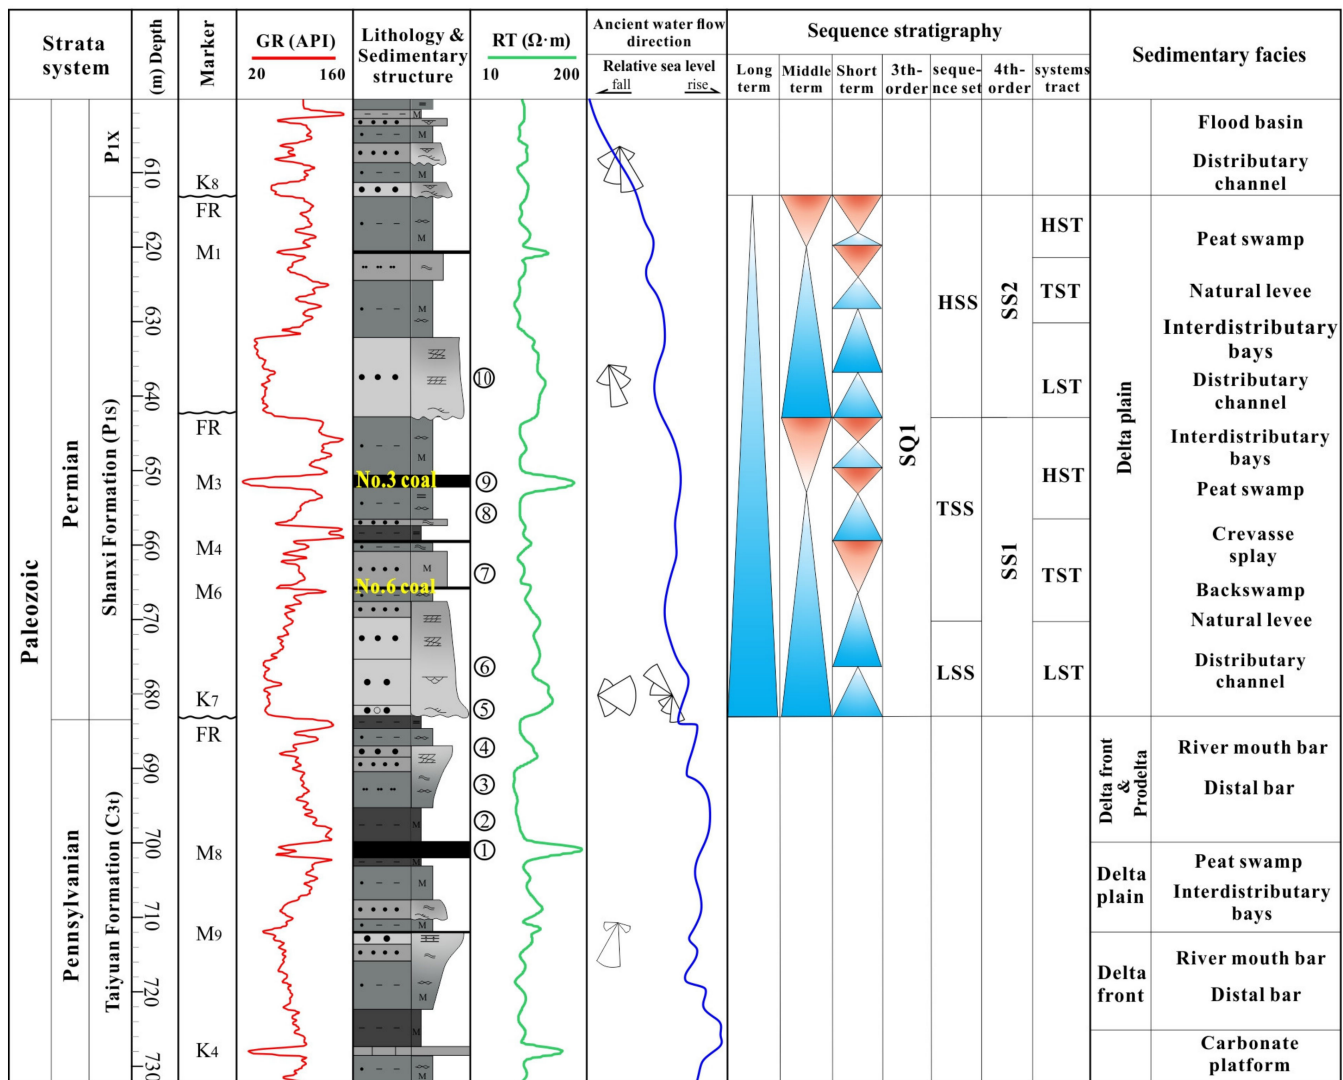 Strata
system
(m) Depth
Marker
GR (API)
20 160
Lithology &
Sedimentary
structure
RT (Ω·m)
10 200
Ancient water flow
direction
Relative sea level
fall rise
Sequence stratigraphy
Long
term
Middle
term
Short
term
3th-
order
seque-
nce set
4th-
order
systems
tract
Sedimentary facies
Paleozoic
Permian
Pennsylvanian
P1X
Shanxi Formation (P1s)
Taiyuan Formation (C3t)
610
620
630
640
650
660
670
680
690
700
710
720
730
K8
FR
M1
FR
M3
M4
M6
K7
FR
M8
M9
K4
M
M
M
M
M
M
M
M
M
M
M
M
No.3 coal
No.6 coal
⑩
⑨
⑧
⑦
⑥
⑤
④
③
②
①
SQ1
HSS
TSS
LSS
SS2
SS1
HST
TST
LST
HST
TST
LST
Delta plain
Delta front
&
Prodelta
Delta
plain
Delta
front
Flood basin
Distributary
channel
Peat swamp
Natural levee
Interdistributary
bays
Distributary
channel
Interdistributary
bays
Peat swamp
Crevasse
splay
Backswamp
Natural levee
Distributary
channel
River mouth bar
Distal bar
Peat swamp
Interdistributary
bays
River mouth bar
Distal bar
Carbonate
platform